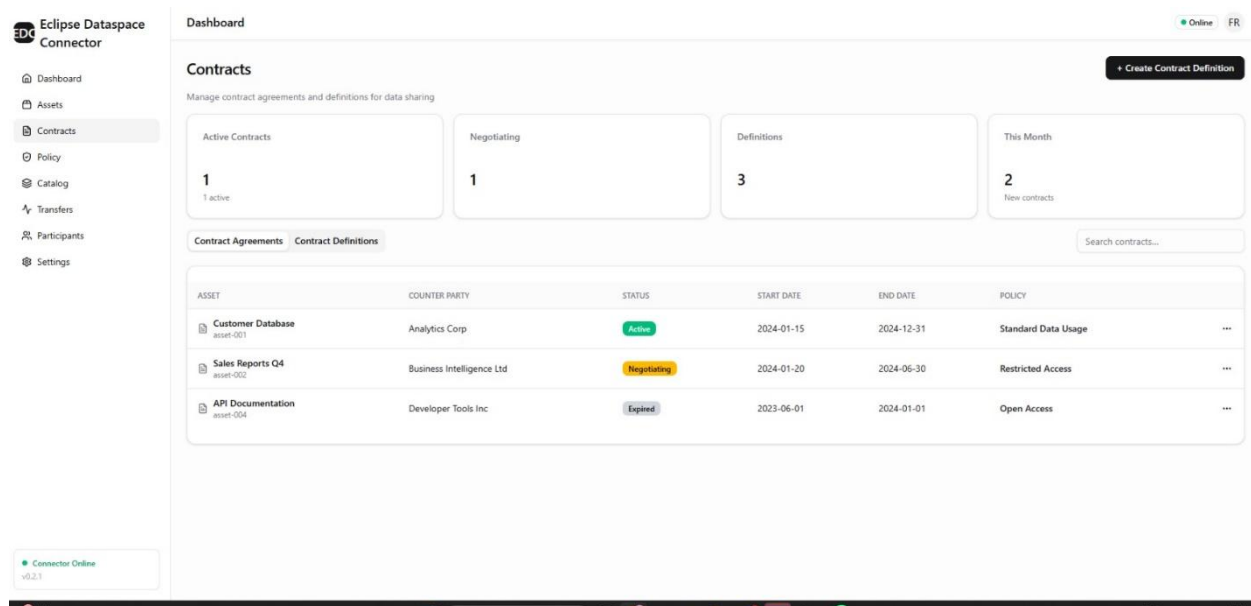 EDC
Eclipse Dataspace
Connector
Dashboard
Assets
Contracts
Policy
Catalog
Transfers
Participants
Settings
Connector Online
v0.2.1
Dashboard
Online FR
Contracts
+ Create Contract Definition
Manage contract agreements and definitions for data sharing
Active Contracts
1
1 active
Negotiating
1
Definitions
3
This Month
2
New contracts
Contract Agreements Contract Definitions
Search contracts...
ASSET COUNTER PARTY STATUS START DATE END DATE POLICY
Customer Database
asset-001
Analytics Corp Active 2024-01-15 2024-12-31 Standard Data Usage ...
Sales Reports Q4
asset-002
Business Intelligence Ltd Negotiating 2024-01-20 2024-06-30 Restricted Access ...
API Documentation
asset-004
Developer Tools Inc Expired 2023-06-01 2024-01-01 Open Access ...